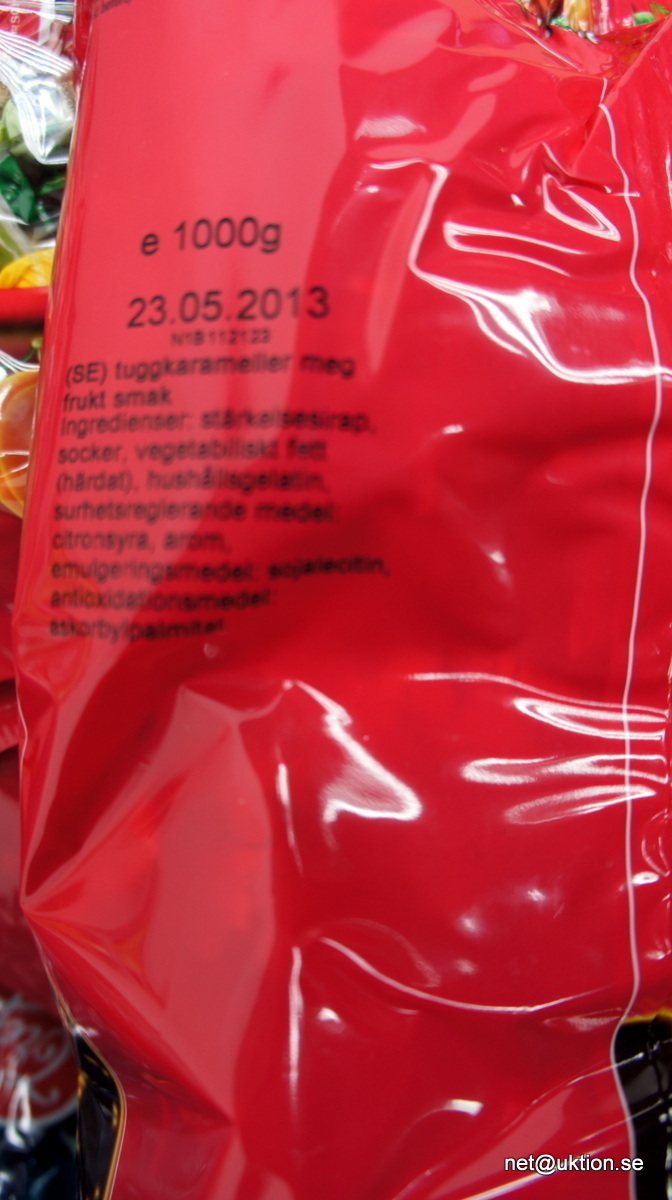 e 1000g
23.05.2013
N1B112123
(SE) tuggkarameller meg
frukt smak
Ingredienser: stärkelsesirap,
socker, vegetabiliskt fett
(härdat), hushållsgelatin,
surhetsreglerande medel:
citronsyra, arom,
emulgeringsmedel: sojalecitin,
antioxidationsmedel:
askorbylpalmitat
net@uktion.se